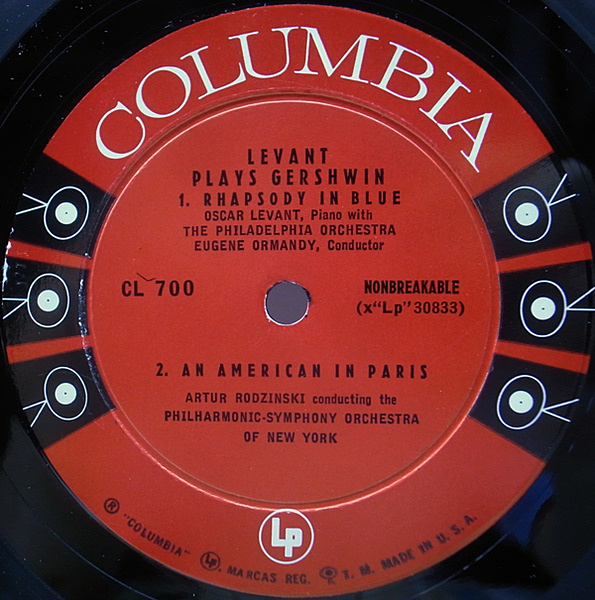 COLUMBIA
LEVANT
PLAYS GERSHWIN
1. RHAPSODY IN BLUE
OSCAR LEVANT, Piano with
THE PHILADELPHIA ORCHESTRA
EUGENE ORMANDY, Conductor
CL 700
NONBREAKABLE
(x"Lp"30833)
2. AN AMERICAN IN PARIS
ARTUR RODZINSKI conducting the
PHILHARMONIC-SYMPHONY ORCHESTRA
OF NEW YORK
LP
® "COLUMBIA" LP, MARCAS REG. T. M. MADE IN U. S. A.